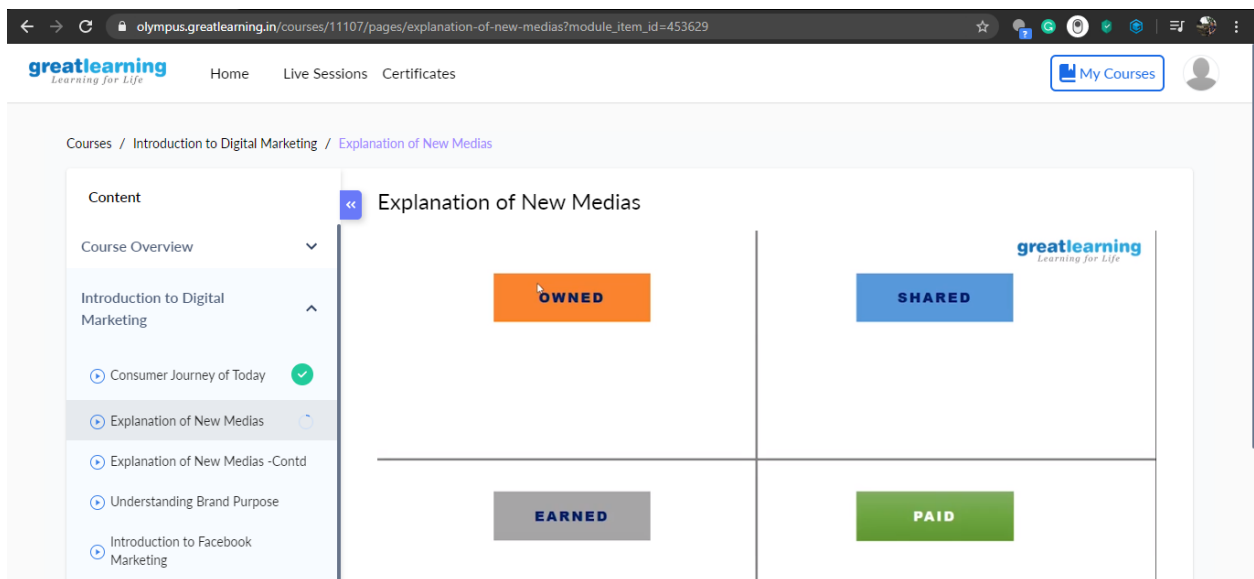 olympus.greatlearning.in/courses/11107/pages/explanation-of-new-medias?module_item_id=453629
greatlearning
Learning for Life
Home Live Sessions Certificates
My Courses
Courses / Introduction to Digital Marketing / Explanation of New Medias
Content
Course Overview
Introduction to Digital
Marketing
Consumer Journey of Today
Explanation of New Medias
Explanation of New Medias -Contd
Understanding Brand Purpose
Introduction to Facebook
Marketing
Explanation of New Medias
greatlearning
Learning for Life
OWNED
SHARED
EARNED
PAID